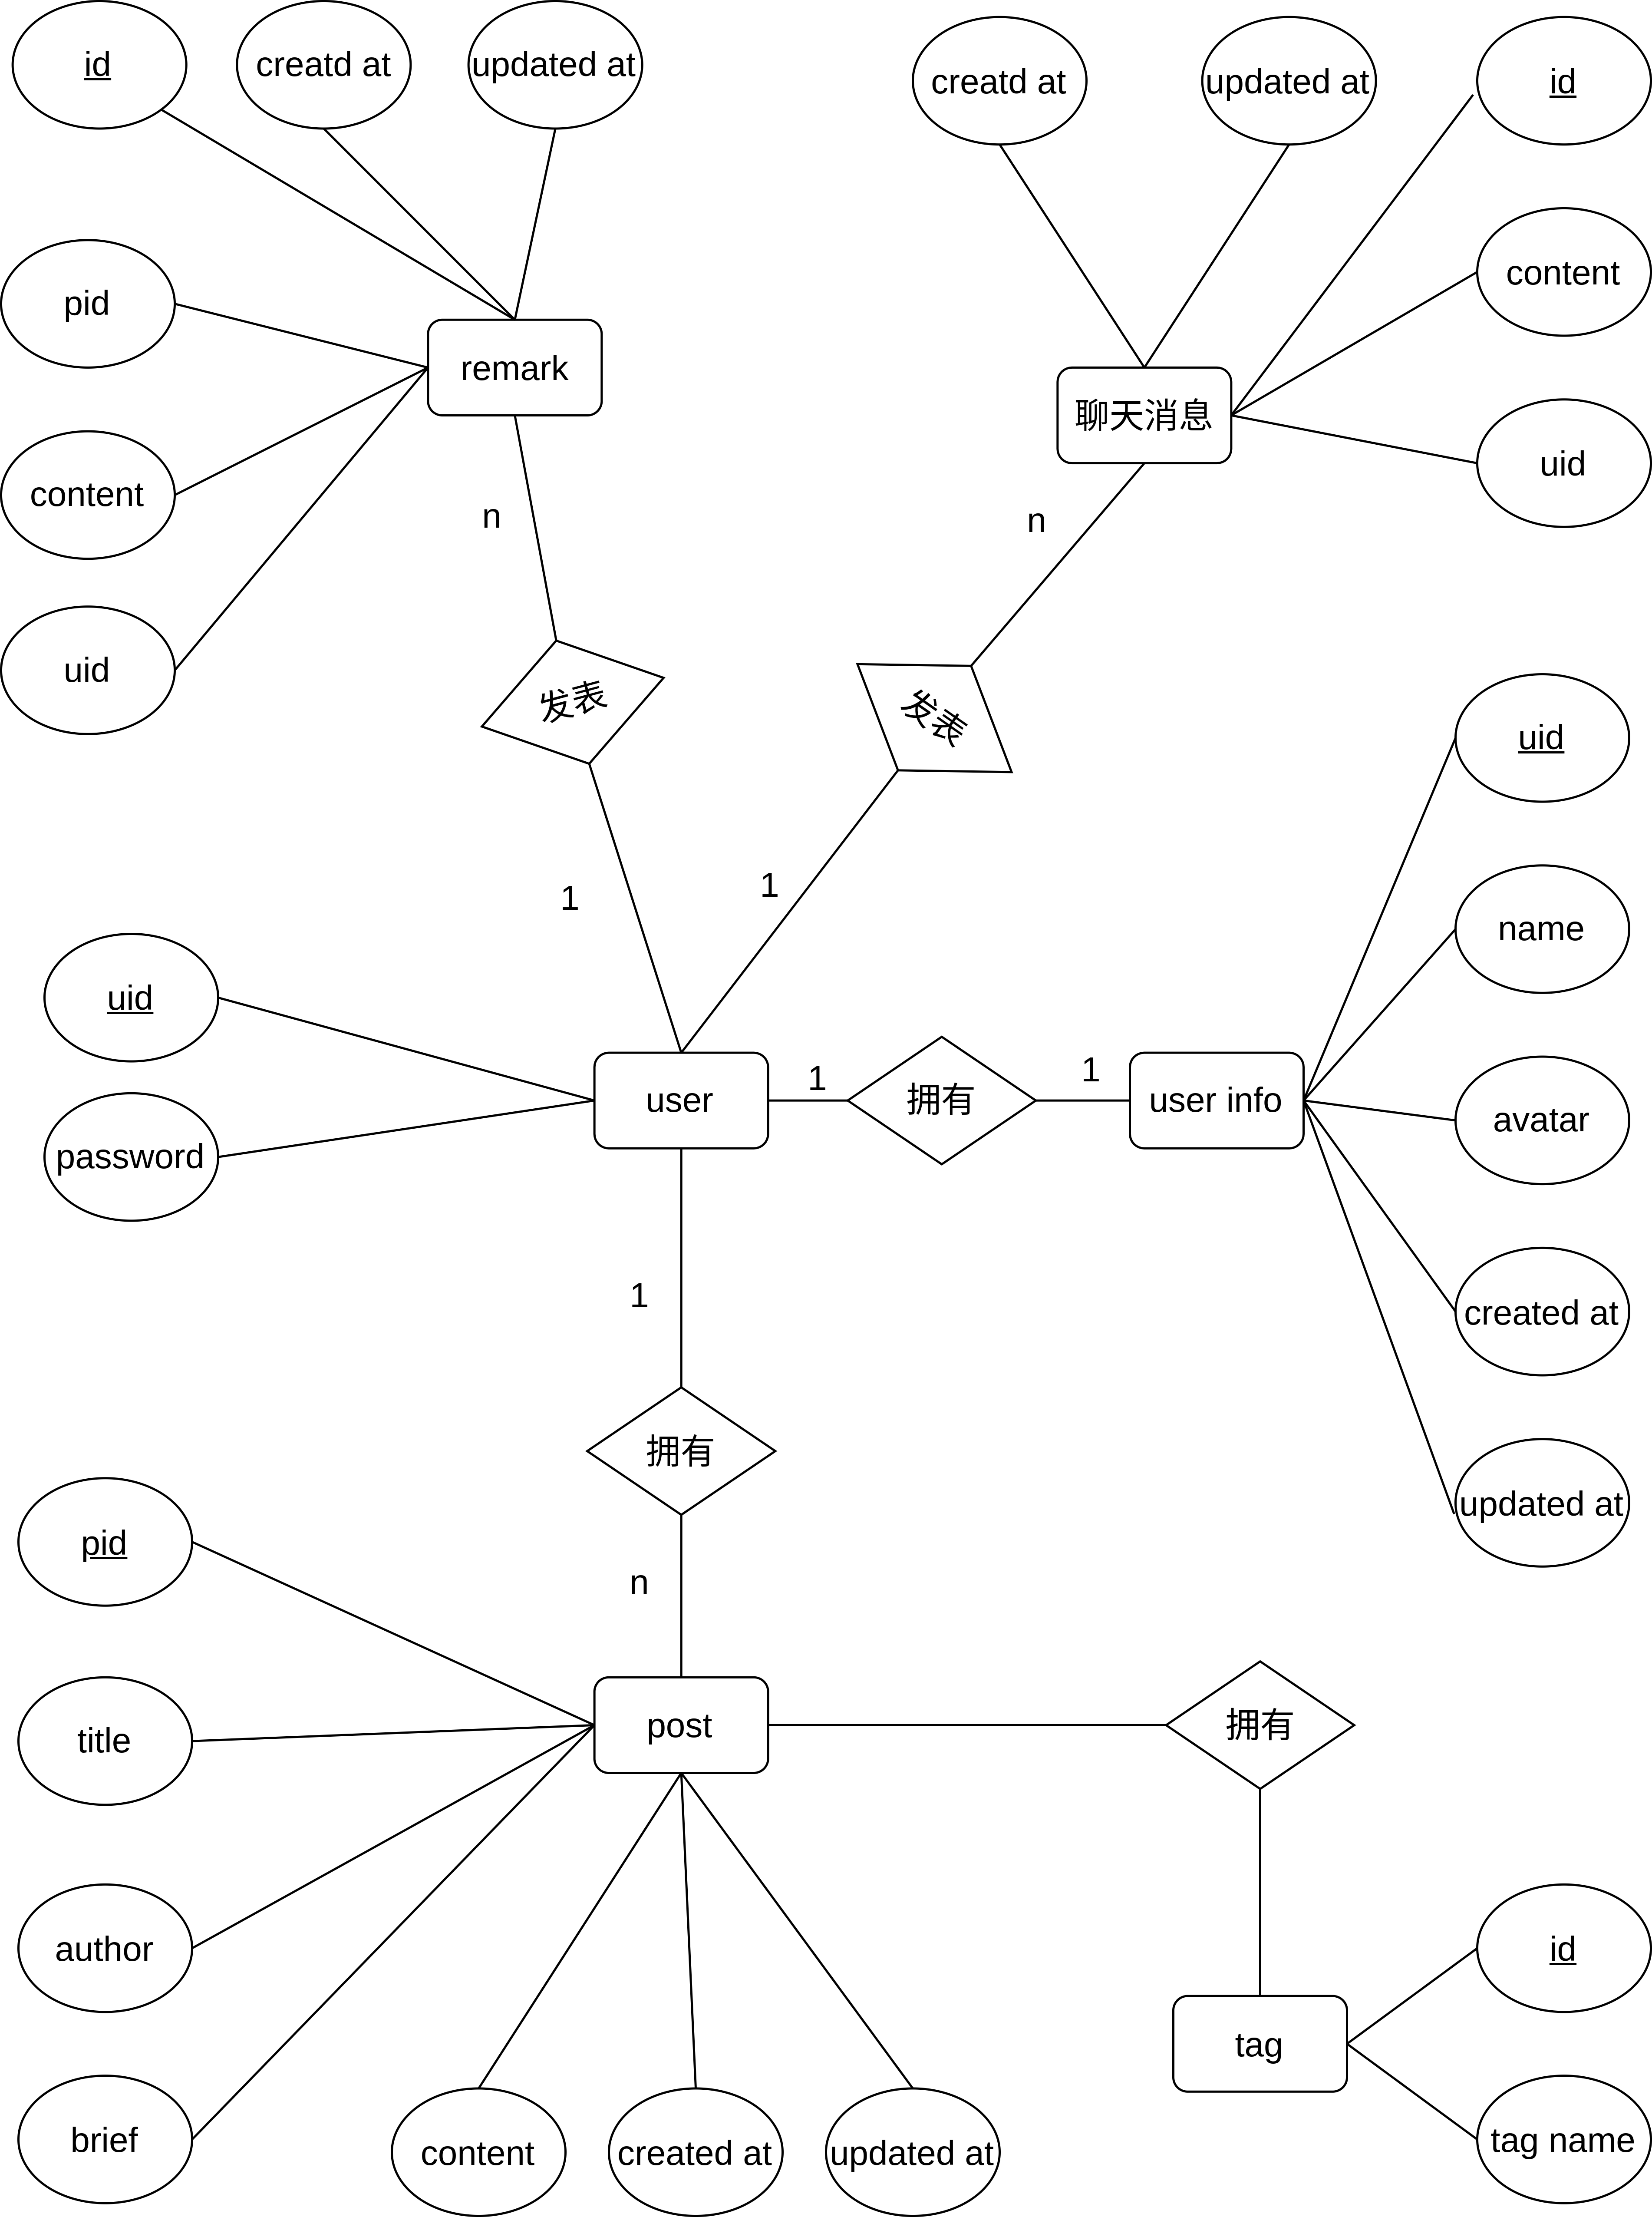 id
creatd at
updated at
creatd at
updated at
id
pid
content
remark
聊天消息
content
uid
n
n
uid
发表
发表
uid
1
1
name
uid
password
user
1
拥有
1
user info
avatar
1
created at
拥有
updated at
pid
n
title
post
拥有
author
id
brief
content
created at
updated at
tag
tag name